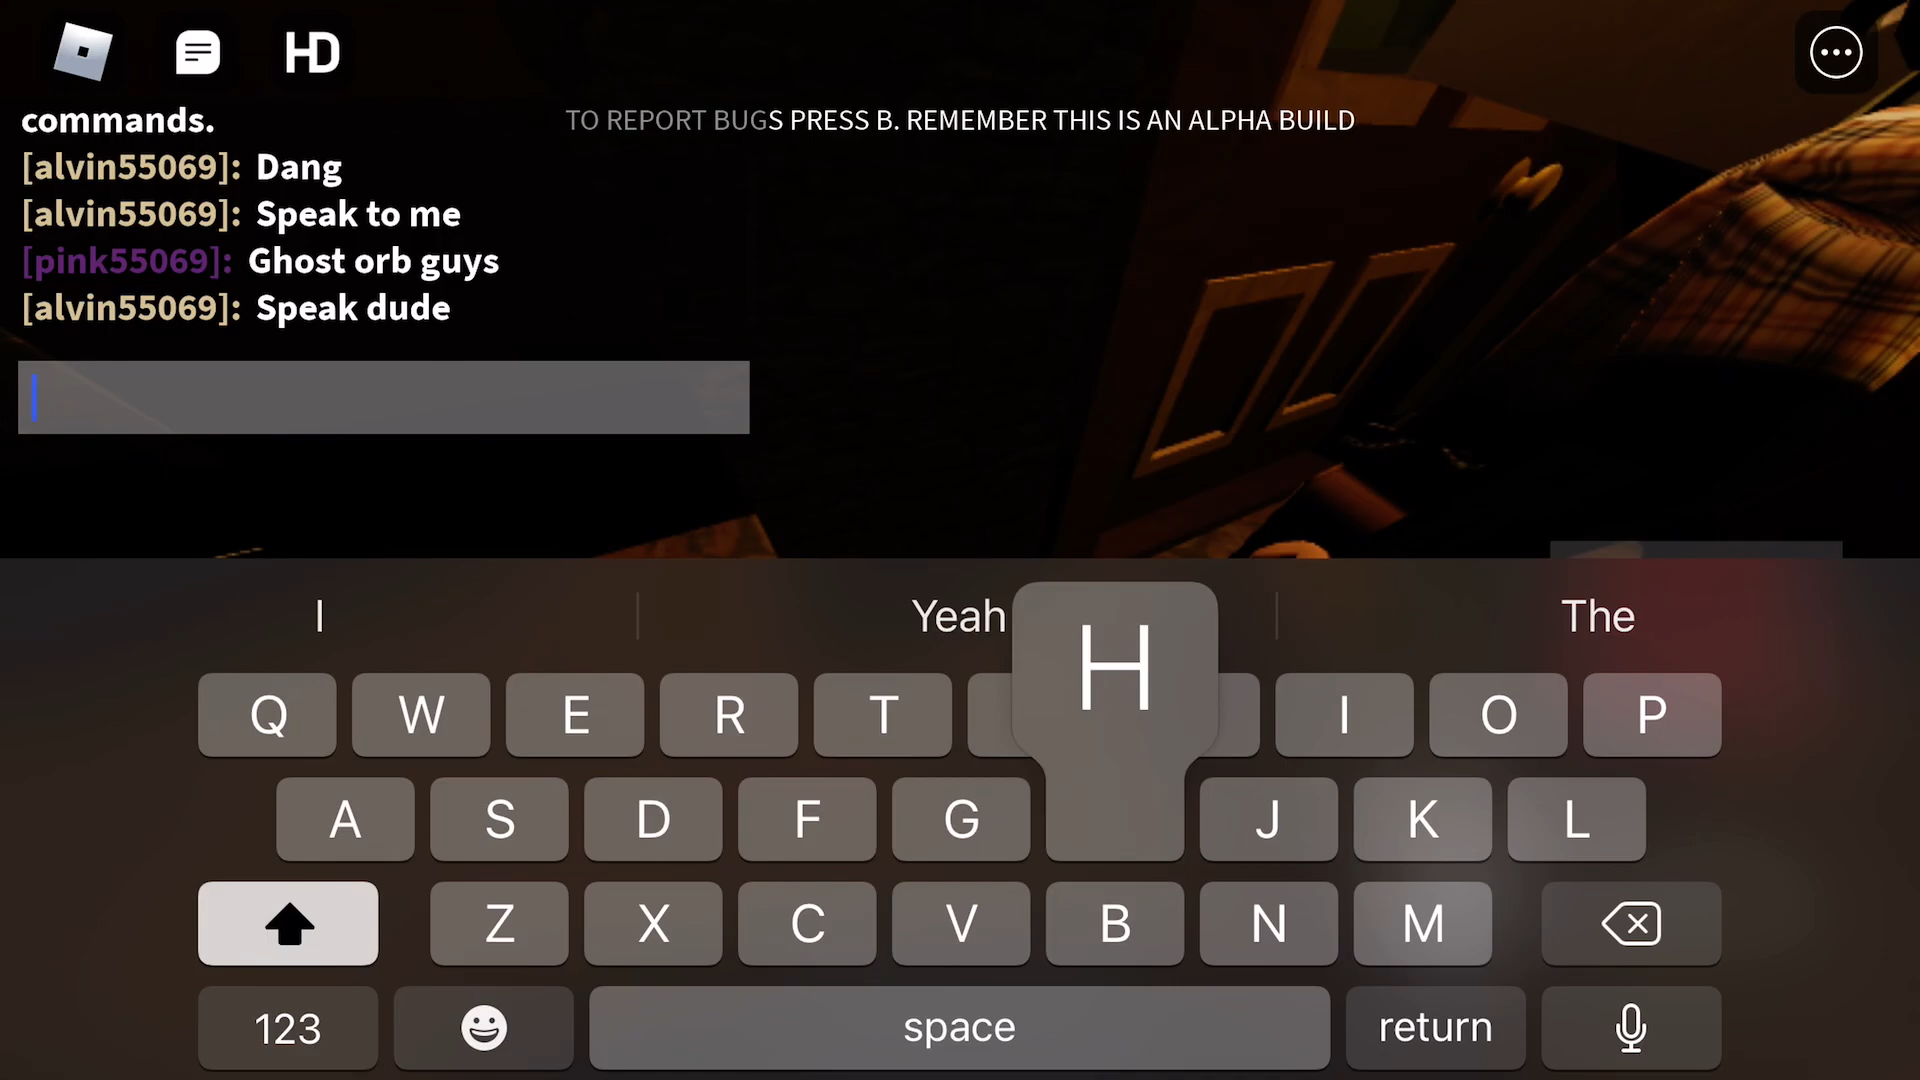 HD
commands.
TO REPORT BUGS PRESS B. REMEMBER THIS IS AN ALPHA BUILD
[alvin55069]: Dang
[alvin55069]: Speak to me
[pink55069]: Ghost orb guys
[alvin55069]: Speak dude
I Yeah The
H
Q W E R T I O P
A S D F G J K L
Z X C V B N M
123 space return